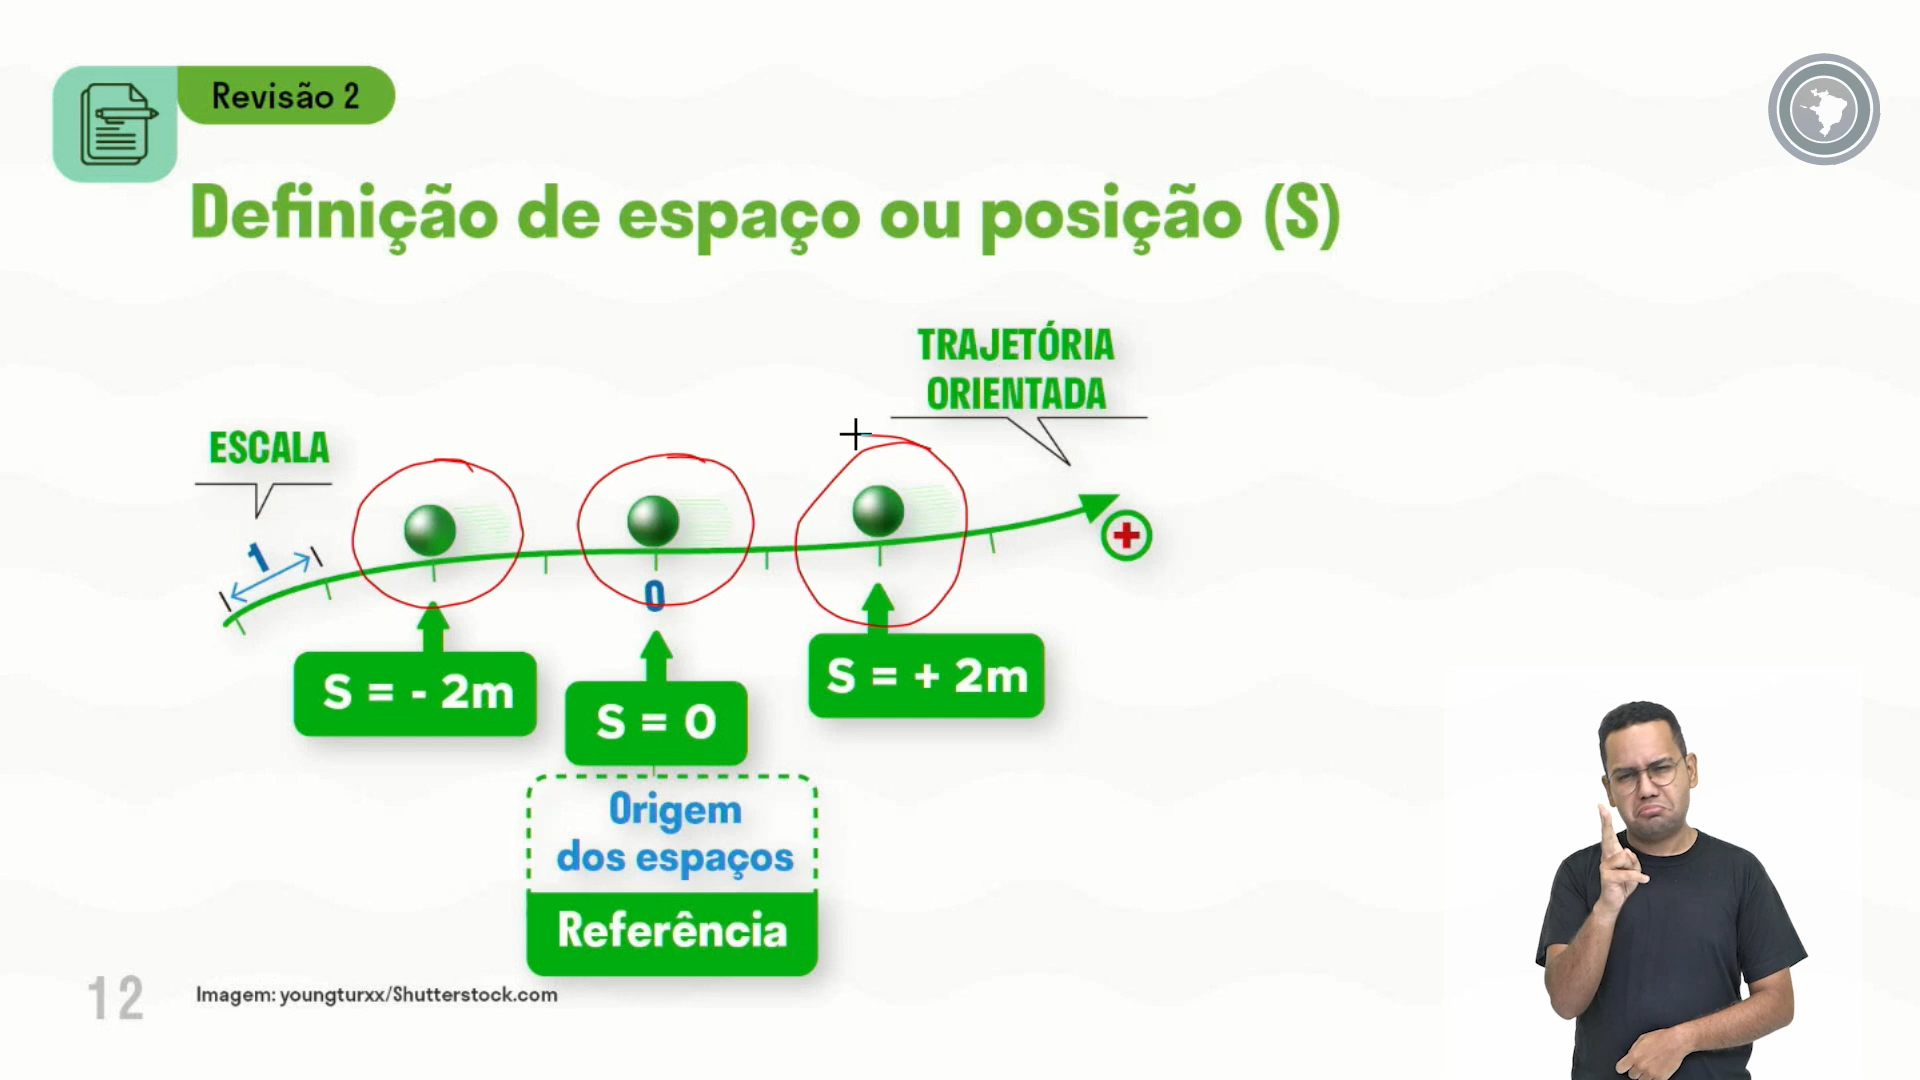 Revisão 2
Definição de espaço ou posição (S)
TRAJETÓRIA
ORIENTADA
ESCALA
1
+
0
S = - 2m
S = 0
S = + 2m
Origem
dos espaços
Referência
12
Imagem: youngturxx/Shutterstock.com